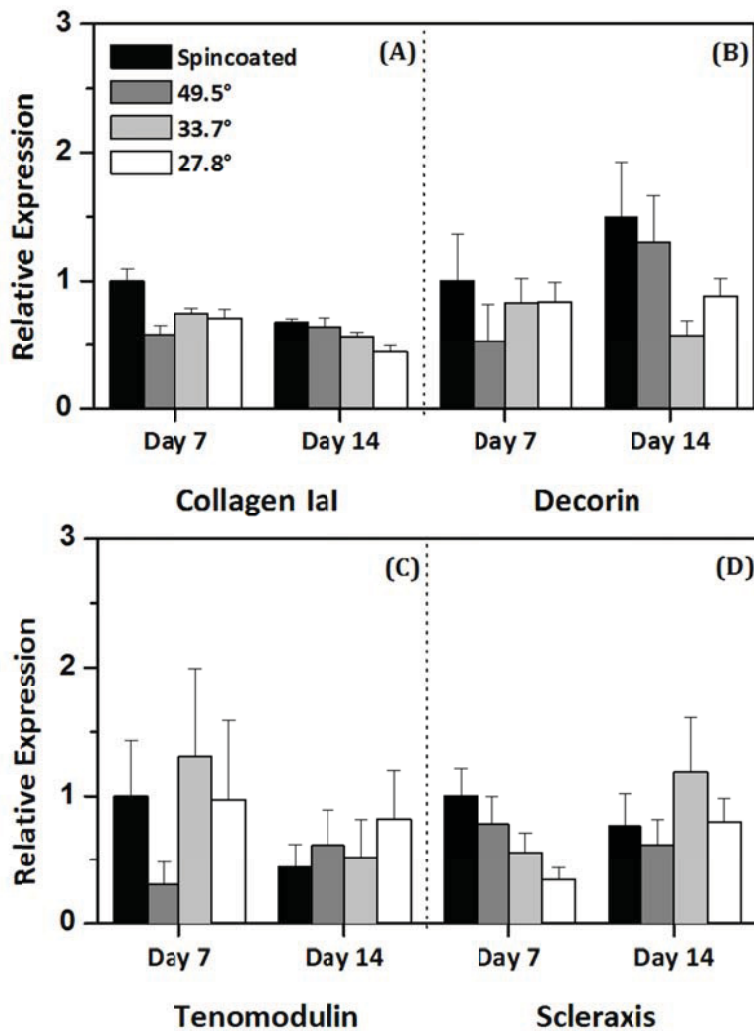 3
2
1
0
Relative Expression
Spincoated
49.5°
33.7°
27.8°
(A)
(B)
Day 7 Day 14 Day 7 Day 14
Collagen IaI Decorin
3
2
1
0
Relative Expression
(C)
(D)
Day 7 Day 14 Day 7 Day 14
Tenomodulin Scleraxis